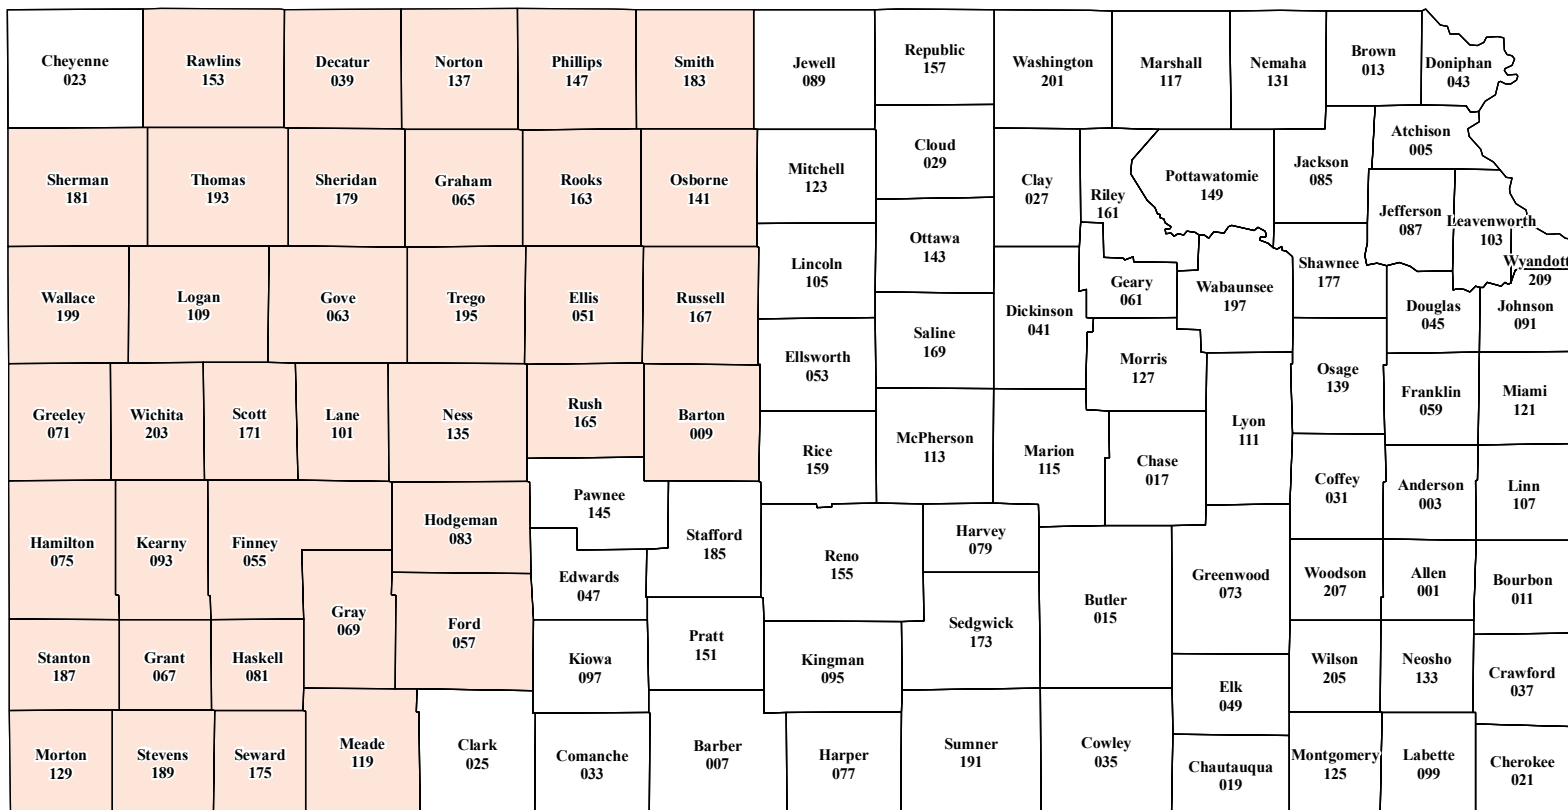 Cheyenne
023
Rawlins
153
Decatur
039
Norton
137
Phillips
147
Smith
183
Jewell
089
Republic
157
Washington
201
Marshall
117
Nemaha
131
Brown
013
Doniphan
043
Sherman
181
Thomas
193
Sheridan
179
Graham
065
Rooks
163
Osborne
141
Mitchell
123
Cloud
029
Clay
027
Riley
161
Pottawatomie
149
Jackson
085
Atchison
005
Jefferson
087
Leavenworth
103
Wyandott
209
Wallace
199
Logan
109
Gove
063
Trego
195
Ellis
051
Russell
167
Lincoln
105
Ottawa
143
Saline
169
Dickinson
041
Geary
061
Wabaunsee
197
Shawnee
177
Douglas
045
Johnson
091
Greeley
071
Wichita
203
Scott
171
Lane
101
Ness
135
Rush
165
Barton
009
Ellsworth
053
Rice
159
McPherson
113
Marion
115
Morris
127
Chase
017
Lyon
111
Osage
139
Franklin
059
Miami
121
Hamilton
075
Kearny
093
Finney
055
Hodgeman
083
Pawnee
145
Stafford
185
Edwards
047
Gray
069
Ford
057
Reno
155
Harvey
079
Sedgwick
173
Butler
015
Greenwood
073
Coffey
031
Anderson
003
Linn
107
Woodson
207
Allen
001
Bourbon
011
Stanton
187
Grant
067
Haskell
081
Kiowa
097
Pratt
151
Kingman
095
Elk
049
Wilson
205
Neosho
133
Crawford
037
Morton
129
Stevens
189
Seward
175
Meade
119
Clark
025
Comanche
033
Barber
007
Harper
077
Sumner
191
Cowley
035
Chautauqua
019
Montgomery
125
Labette
099
Cherokee
021